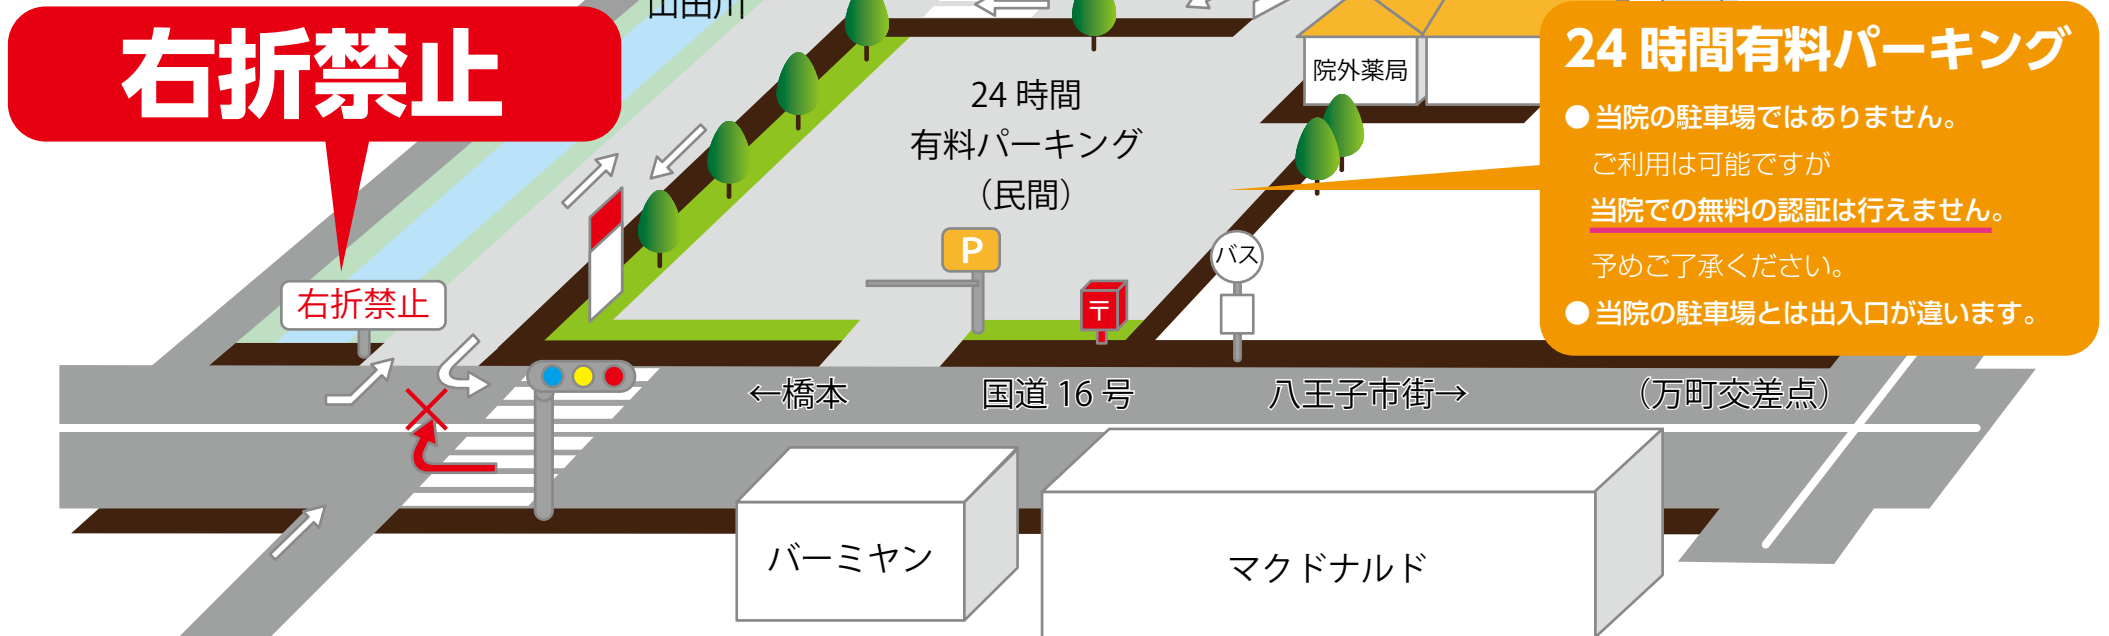 山田川
右折禁止
24 時間有料パーキング
●当院の駐車場ではありません。
ご利用は可能ですが
当院での無料の認証は行えません。
予めご了承ください。
●当院の駐車場とは出入口が違います。
院外薬局
24 時間
有料パーキング
（民間）
P
〒
バス
右折禁止
←橋本
国道 16 号
八王子市街→
（万町交差点）
バーミヤン
マクドナルド